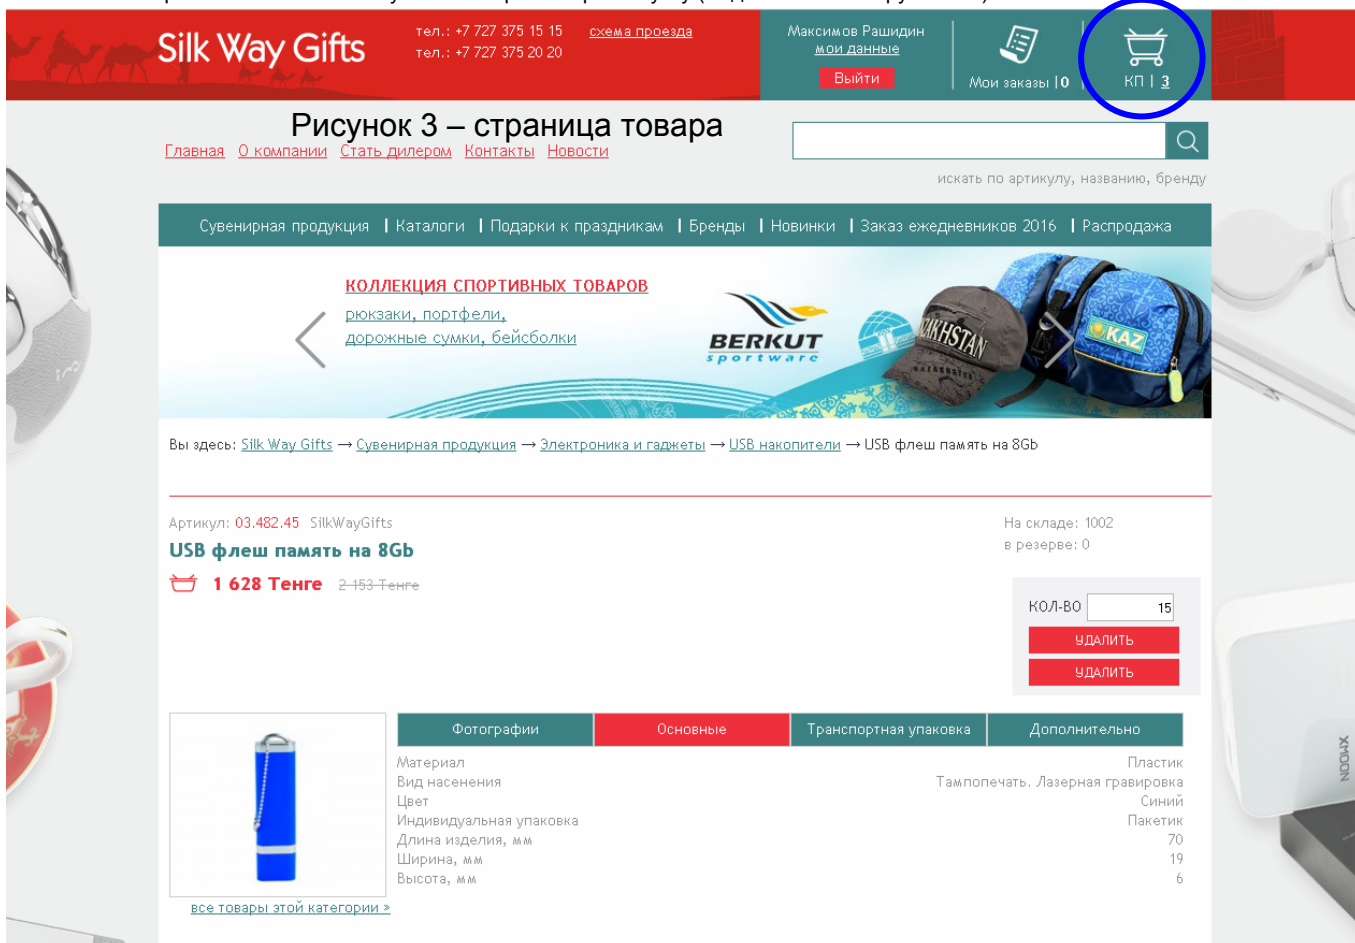 Silk Way Gifts
тел.: +7 727 375 15 15 схема проезда
тел.: +7 727 375 20 20
Максимов Рашидин
мои данные
Выйти
Мои заказы |0
КП | 3
Рисунок 3 – страница товара
Главная О компании Стать дилером Контакты Новости
искать по артикулу, названию, бренду
Сувенирная продукция | Каталоги | Подарки к праздникам | Бренды | Новинки | Заказ ежедневников 2016 | Распродажа
КОЛЛЕКЦИЯ СПОРТИВНЫХ ТОВАРОВ
рюкзаки, портфели,
дорожные сумки, бейсболки
BERKUT
sportware
KAZAKHSTAN
KAZ
Вы здесь: Silk Way Gifts → Сувенирная продукция → Электроника и гаджеты → USB накопители → USB флеш память на 8Gb
Артикул: 03.482.45 SilkWayGifts
На складе: 1002
в резерве: 0
USB флеш память на 8Gb
1 628 Тенге 2 153 Тенге
КОЛ-ВО 15
УДАЛИТЬ
УДАЛИТЬ
Фотографии Основные Транспортная упаковка Дополнительно
Материал Пластик
Вид насенения Тампопечать. Лазерная гравировка
Цвет Синий
Индивидуальная упаковка Пакетик
Длина изделия, мм 70
Ширина, мм 19
Высота, мм 6
все товары этой категории »
XMOON